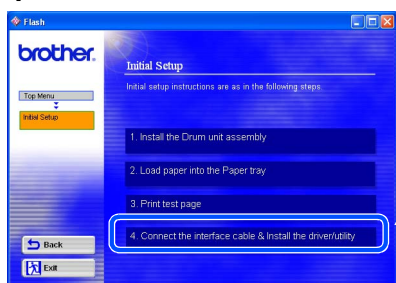 Flash
brother.
Initial Setup
Initial setup instructions are as in the following steps.
Top Menu
Initial Setup
1. Install the Drum unit assembly
2. Load paper into the Paper tray
3. Print test page
4. Connect the interface cable & Install the driver/utility
Back
Exit